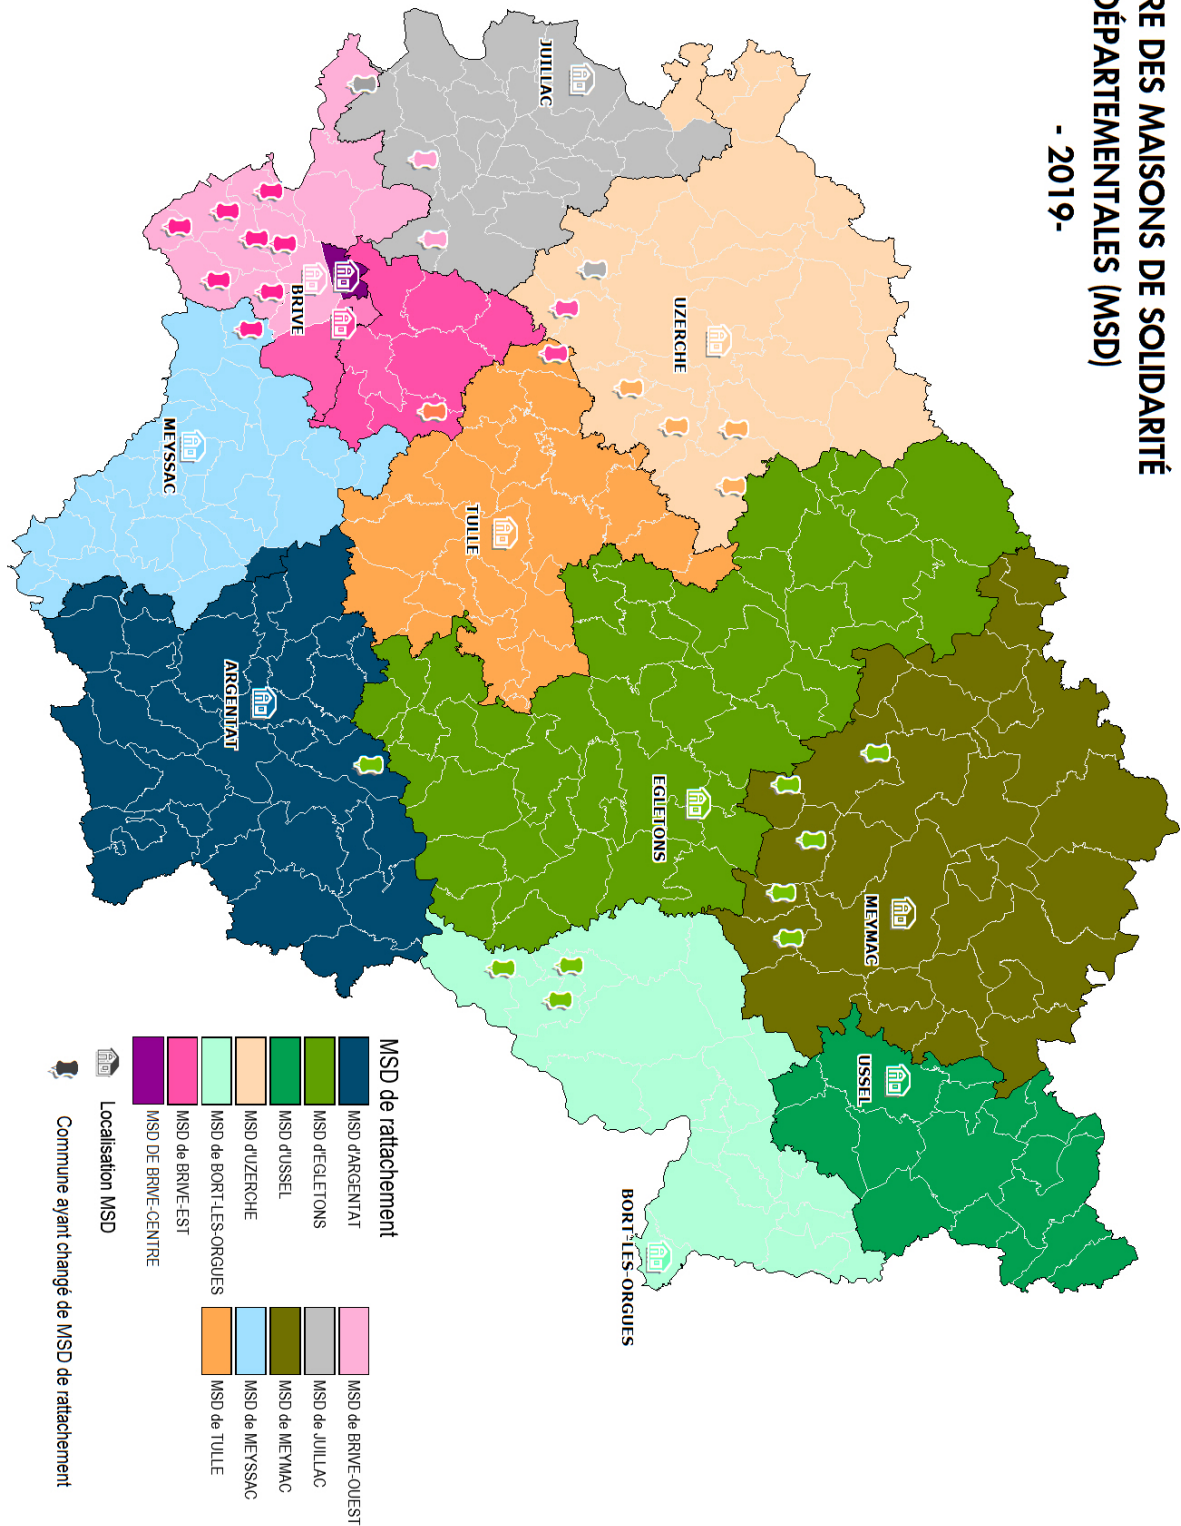 RE DES MAISONS DE SOLIDARITÉ
DÉPARTEMENTALES (MSD)
- 2019-
JUILLAC
UZERCHE
BRIVE
MEYSSAC
TULLE
ARGENTAT
EGLETONS
MEYMAC
USSEL
BORT-LES-ORGUES
MSD de rattachement
MSD d'ARGENTAT
MSD d'EGLETONS
MSD d'USSEL
MSD d'UZERCHE
MSD de BORT-LES-ORGUES
MSD de BRIVE-EST
MSD DE BRIVE-CENTRE
MSD de BRIVE-OUEST
MSD de JUILLAC
MSD de MEYMAC
MSD de MEYSSAC
MSD de TULLE
Localisation MSD
Commune ayant changé de MSD de rattachement